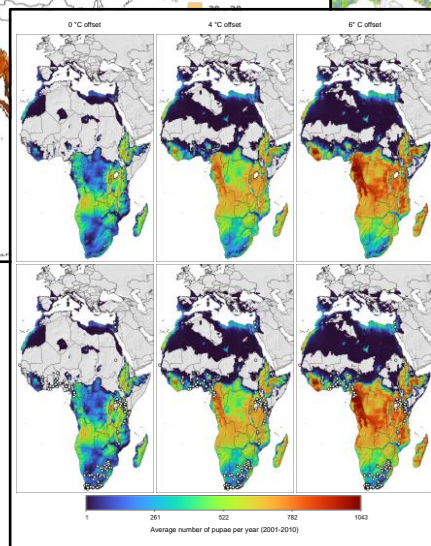 0 °C offset
4 °C offset
6° C offset
1
261
522
782
1043
Average number of pupae per year (2001-2010)